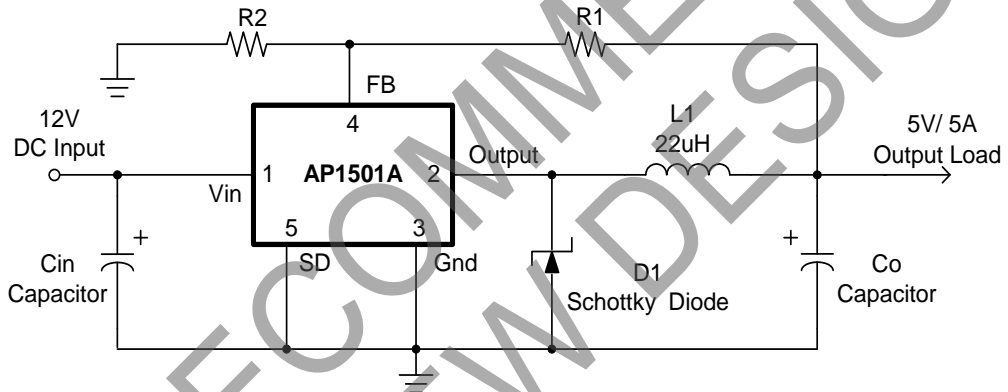 R2
R1
FB
4
12V
DC Input
L1
22uH
5V/ 5A
Output Load
Output
1
AP1501A
2
Vin
5
3
SD
Gnd
+
Cin
Capacitor
D1
Schottky Diode
+
Co
Capacitor